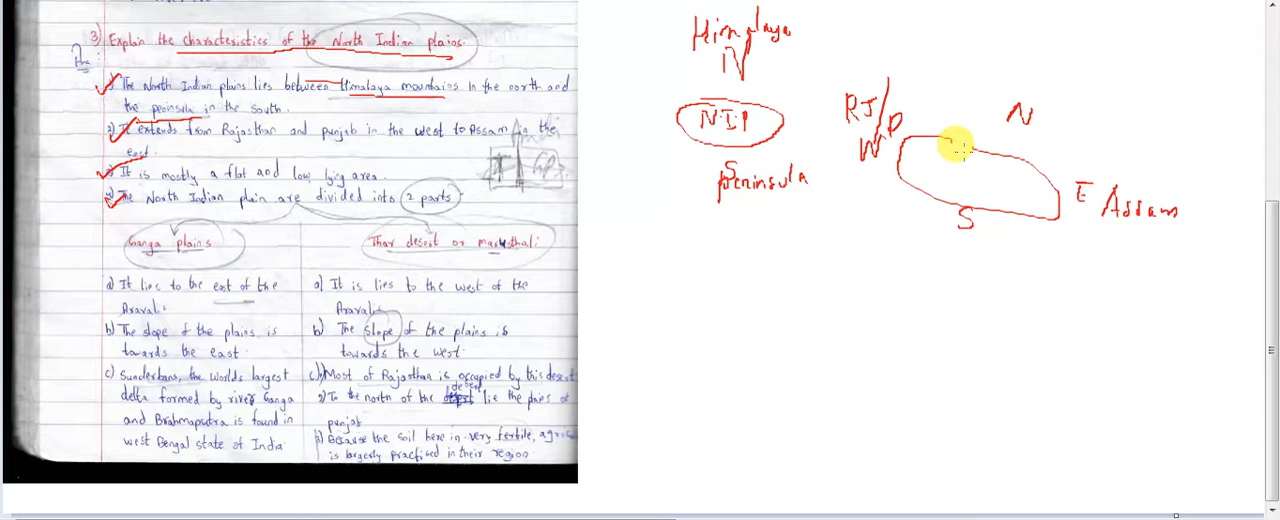 3) Explain the characteristics of the North Indian plains.
Ans:
1) The North Indian plains lies between Himalaya mountains In the north and
the peninsula in the south.
2) It extends from Rajasthan and punjab in the west to Assam in the
east.
3) It is mostly a flat and low lying area.
4) The North Indian plain are divided into 2 parts
Ganga plains
Thar desert or marusthali
a) It lies to the east of the
Aravalis
b) The slope of the plains is
towards the east.
c) Sunderbans, the worlds largest
delta formed by river Ganga
and Brahmaputra is found in
west Bengal state of India
a) It is lies to the west of the
Aravalis
b) The slope of the plains is
towards the west.
c) 1) Most of Rajasthan is occupied by this desert
2) To the north of the desert lie the plains of
punjab
3) Because the soil here in very fertile,
is largerly practised in their region.
Himalaya
N
N.I.P
S
peninsula
RJ/P
W
N
E Assam
S